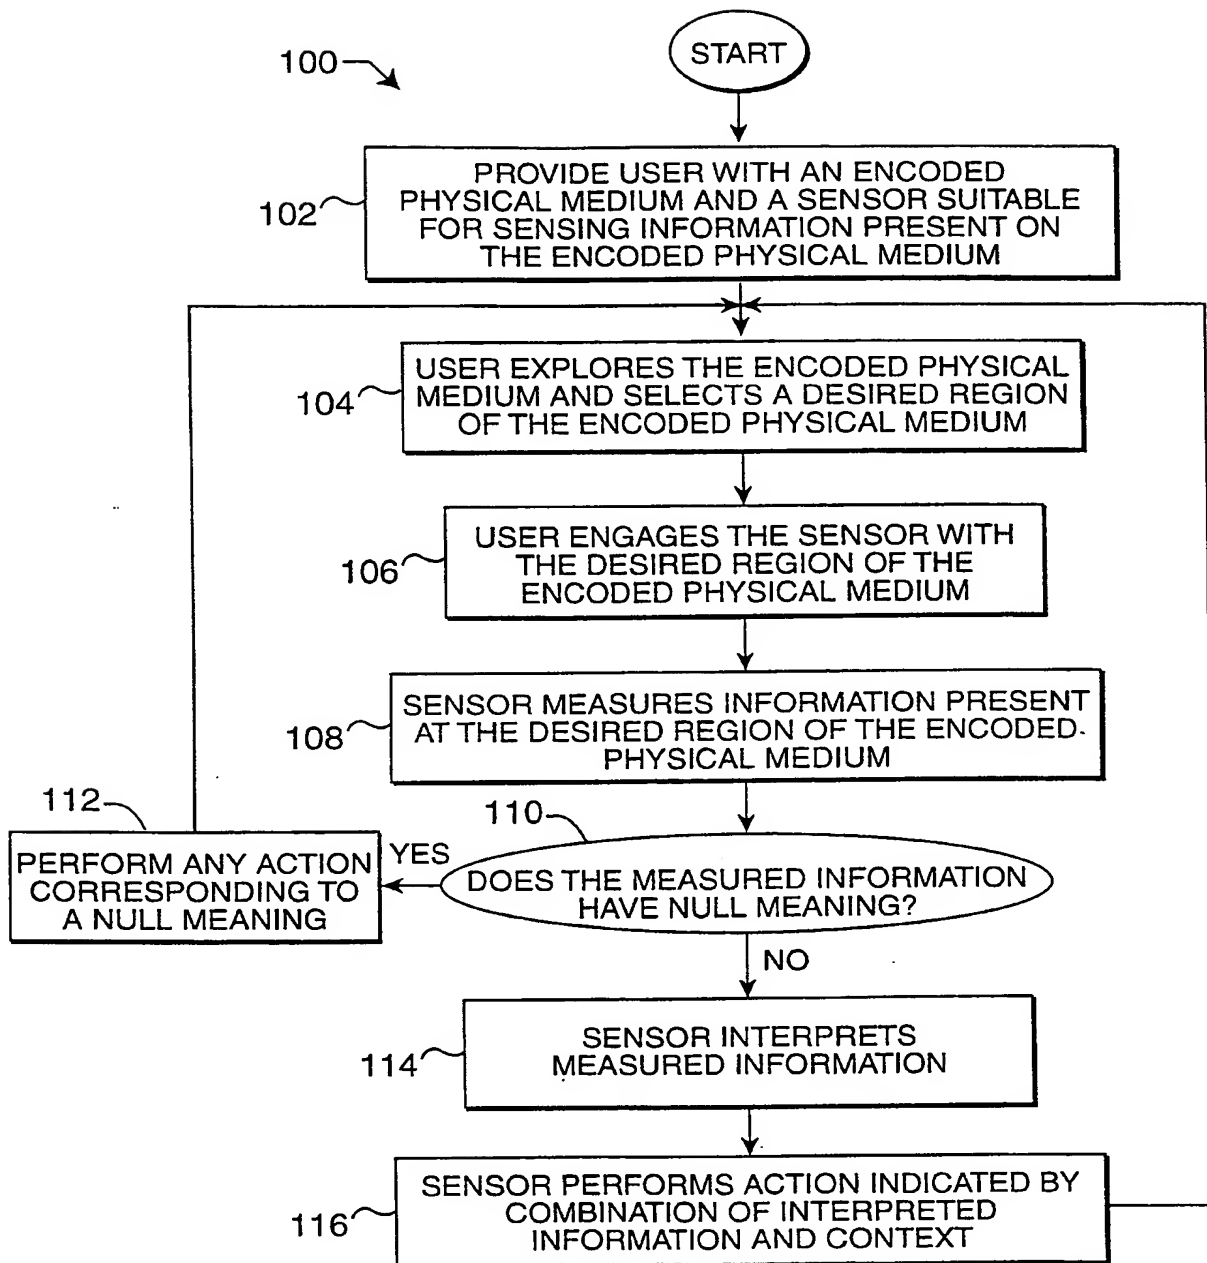 START
100
PROVIDE USER WITH AN ENCODED
PHYSICAL MEDIUM AND A SENSOR SUITABLE
FOR SENSING INFORMATION PRESENT ON
THE ENCODED PHYSICAL MEDIUM
102
USER EXPLORES THE ENCODED PHYSICAL
MEDIUM AND SELECTS A DESIRED REGION
OF THE ENCODED PHYSICAL MEDIUM
104
USER ENGAGES THE SENSOR WITH
THE DESIRED REGION OF THE
ENCODED PHYSICAL MEDIUM
106
SENSOR MEASURES INFORMATION PRESENT
AT THE DESIRED REGION OF THE ENCODED
PHYSICAL MEDIUM
108
112
110
PERFORM ANY ACTION
CORRESPONDING TO
A NULL MEANING
YES
DOES THE MEASURED INFORMATION
HAVE NULL MEANING?
NO
SENSOR INTERPRETS
MEASURED INFORMATION
114
SENSOR PERFORMS ACTION INDICATED BY
COMBINATION OF INTERPRETED
INFORMATION AND CONTEXT
116